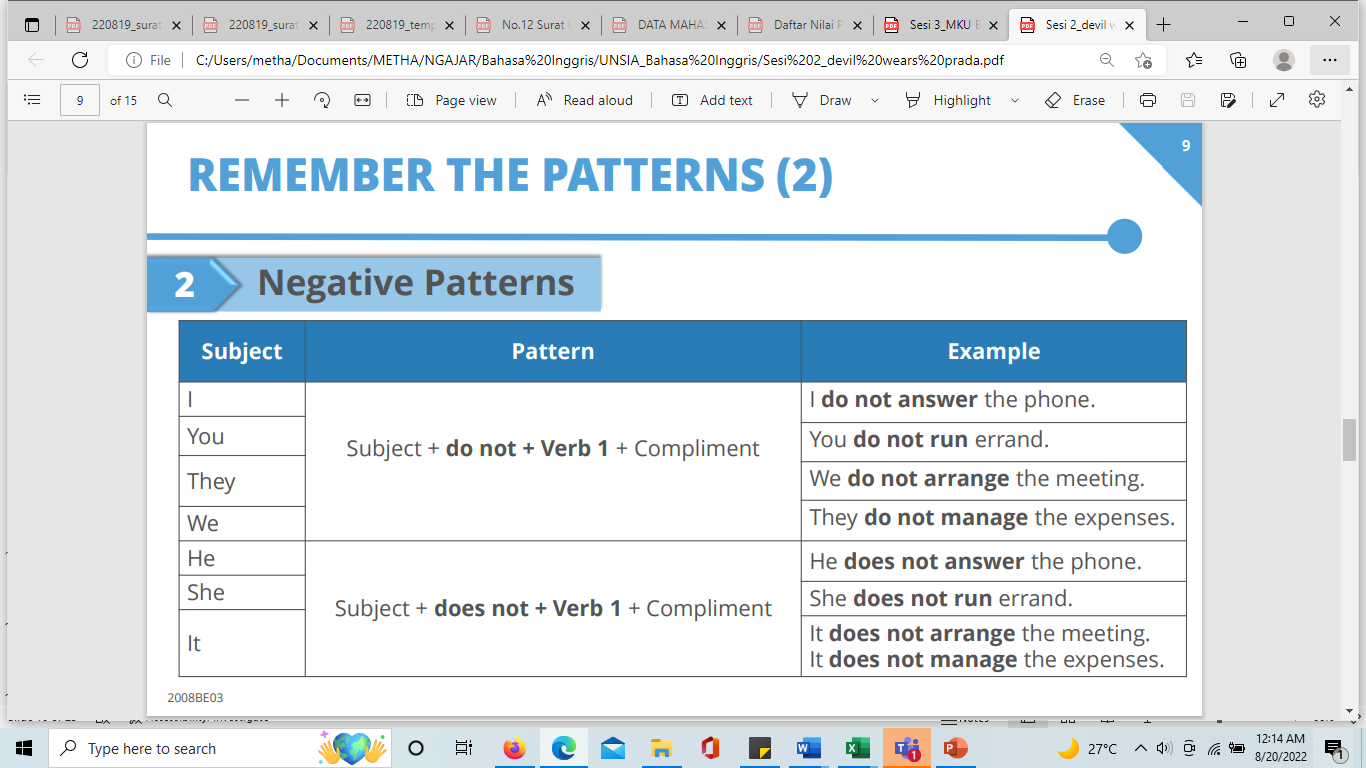 220819_surat
220819_surat
220819_temp
No.12 Surat
DATA MAHAS
Daftar Nilai P
Sesi 3_MKU B
Sesi 2_devil w
File
C:/Users/metha/Documents/METHA/NGAJAR/Bahasa%20Inggris/UNSIA_Bahasa%20Inggris/Sesi%202_devil%20wears%20prada.pdf
9 of 15
Page view
Read aloud
Add text
Draw
Highlight
Erase
9
REMEMBER THE PATTERNS (2)
2 Negative Patterns
Subject Pattern Example
I
You
They
We
Subject + do not + Verb 1 + Compliment
I do not answer the phone.
You do not run errand.
We do not arrange the meeting.
They do not manage the expenses.
He
She
It
Subject + does not + Verb 1 + Compliment
He does not answer the phone.
She does not run errand.
It does not arrange the meeting.
It does not manage the expenses.
2008BE03
Type here to search
27°C
12:14 AM
8/20/2022
1
1